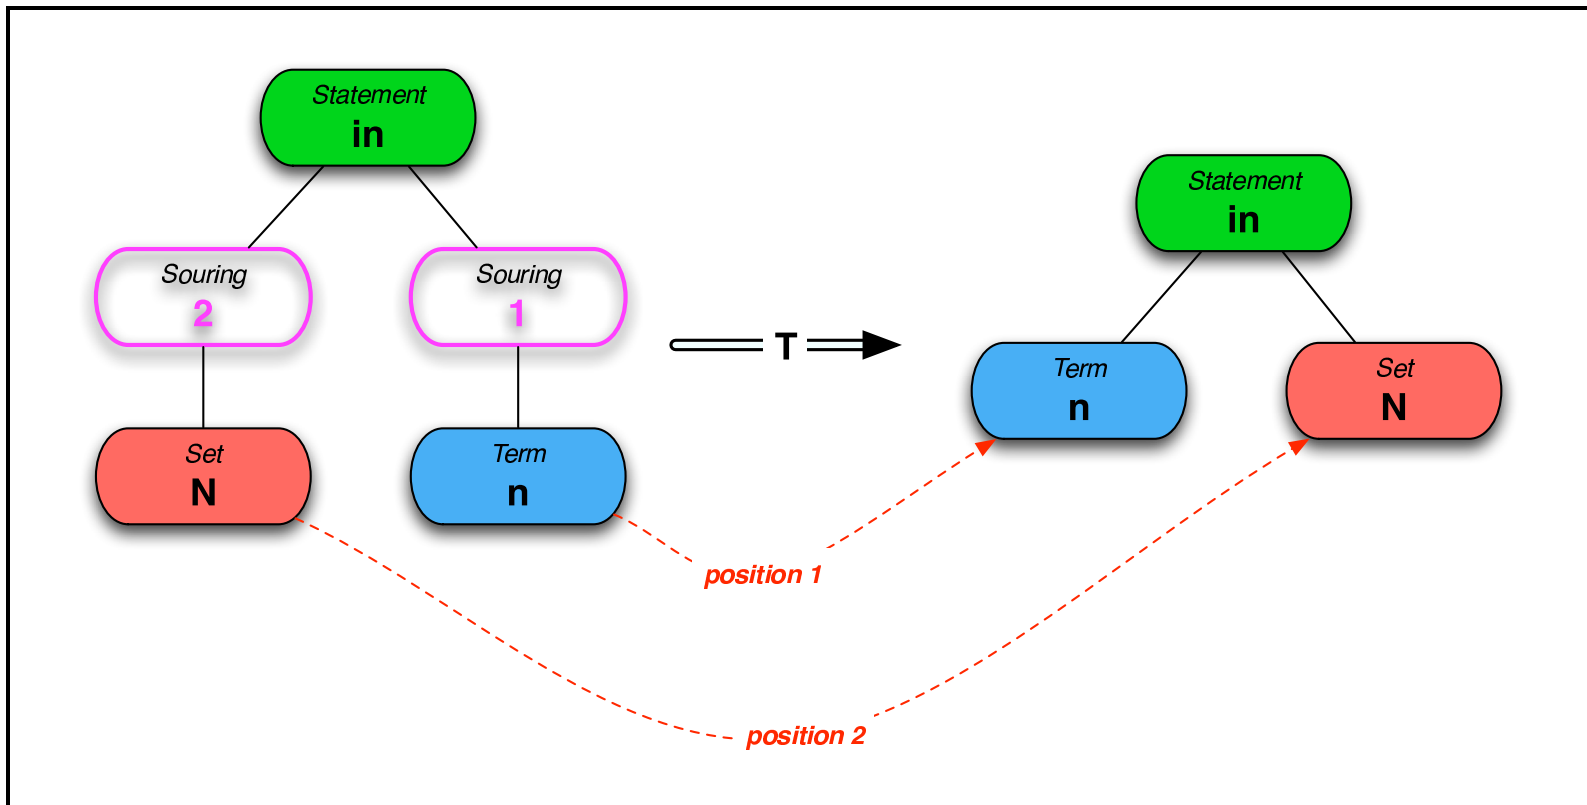 Statement
in
Statement
in
Souring
2
Souring
1
T
Term
n
Set
N
Set
N
Term
n
position 1
position 2